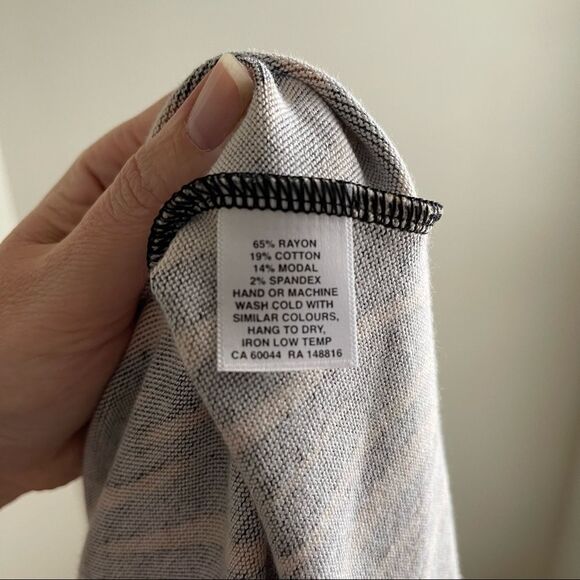 65% RAYON
19% COTTON
14% MODAL
2% SPANDEX
HAND OR MACHINE
WASH COLD WITH
SIMILAR COLOURS,
HANG TO DRY,
IRON LOW TEMP
CA 60044 RA 148816